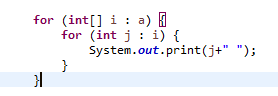 for (int[] i : a) {
for (int j : i) {
System.out.print(j+" ");
}
}